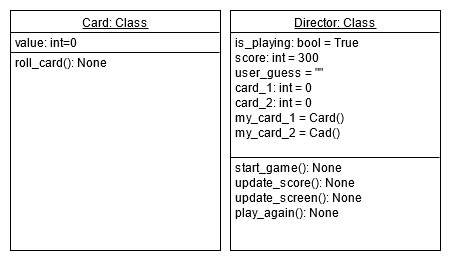 Card: Class
value: int=0
roll_card(): None
Director: Class
is_playing: bool = True
score: int = 300
user_guess = ""
card_1: int = 0
card_2: int = 0
my_card_1 = Card()
my_card_2 = Cad()
start_game(): None
update_score(): None
update_screen(): None
play_again(): None